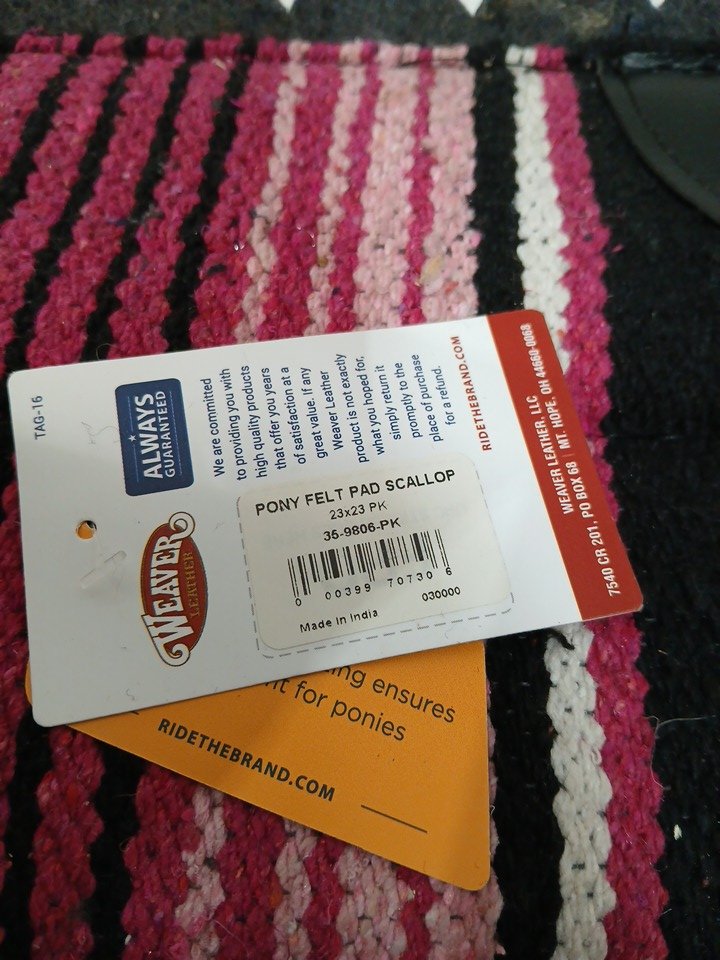 TAG-16
ALWAYS
GUARANTEED
We are committed
to providing you with
high quality products
that offer you years
of satisfaction at a
great value. If any
Weaver Leather
product is not exactly
what you hoped for,
simply return it
promptly to the
place of purchase
for a refund.
RIDETHEBRAND.COM
WEAVER LEATHER, LLC
7540 CR 201, PO BOX 68 | MT. HOPE, OH 44660-0068
WEAVER
LEATHER
PONY FELT PAD SCALLOP
23x23 PK
35-9806-PK
0 00399 70730 6
Made in India 030000
ing ensures
it for ponies
RIDETHEBRAND.COM